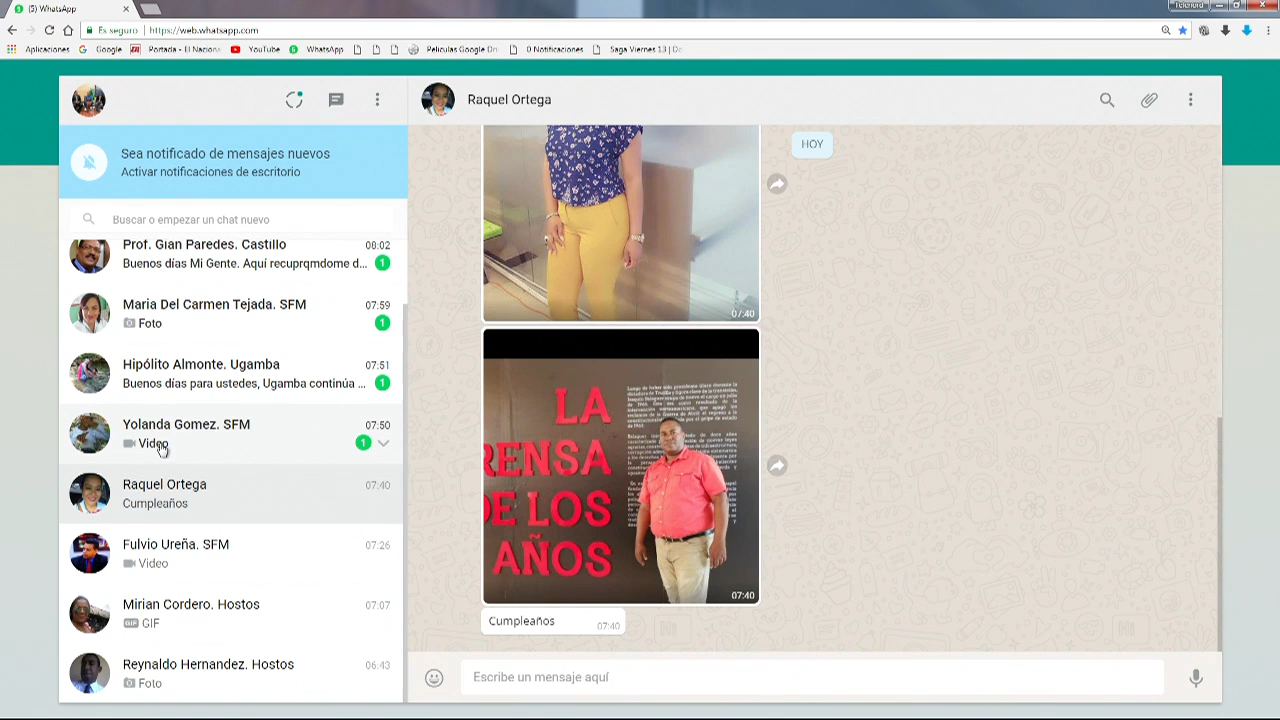 (5) WhatsApp
Telenord
Es seguro
https://web.whatsapp.com
Aplicaciones
Google
Portada - El Naciona
YouTube
WhatsApp
Peliculas Google Dri
0 Notificaciones
Saga Viernes 13 | Do
Raquel Ortega
Sea notificado de mensajes nuevos
Activar notificaciones de escritorio
Buscar o empezar un chat nuevo
Prof. Gian Paredes. Castillo
08:02
Buenos días Mi Gente. Aquí recuprqmdome d...
1
Maria Del Carmen Tejada. SFM
07:59
Foto
1
Hipólito Almonte. Ugamba
07:51
Buenos días para ustedes, Ugamba continúa ...
1
Yolanda Gomez. SFM
07:50
Video
1
Raquel Ortega
07:40
Cumpleaños
Fulvio Ureña. SFM
07:26
Video
Mirian Cordero. Hostos
07:07
GIF
GIF
Reynaldo Hernandez. Hostos
06:43
Foto
HOY
07:40
LA
RENSA
DE LOS
AÑOS
07:40
Cumpleaños
07:40
Escribe un mensaje aquí